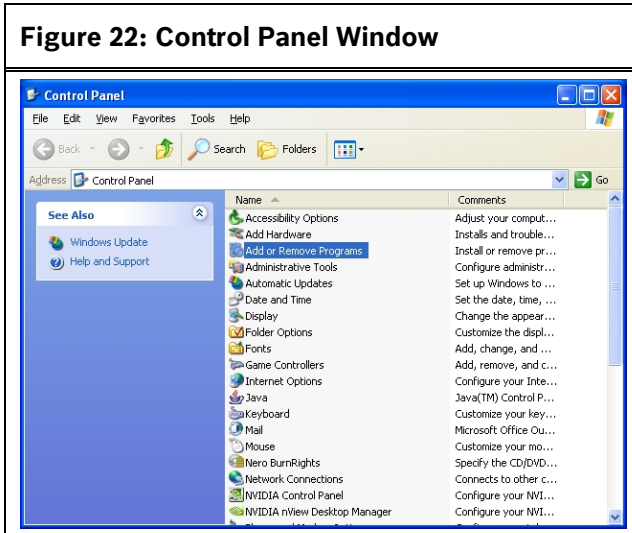 Figure 22: Control Panel Window
Control Panel
File Edit View Favorites Tools Help
Back Search Folders
Address Control Panel Go
See Also
Windows Update
Help and Support
Name Comments
Accessibility Options Adjust your comput...
Add Hardware Installs and trouble...
Add or Remove Programs Install or remove pr...
Administrative Tools Configure administr...
Automatic Updates Set up Windows to ...
Date and Time Set the date, time, ...
Display Change the appear...
Folder Options Customize the displ...
Fonts Add, change, and ...
Game Controllers Add, remove, and c...
Internet Options Configure your Inte...
Java Java(TM) Control P...
Keyboard Customize your key...
Mail Microsoft Office Ou...
Mouse Customize your mo...
Nero BurnRights Specify the CD/DVD...
Network Connections Connects to other c...
NVIDIA Control Panel Configure your NVI...
NVIDIA nView Desktop Manager Configure your NVI...